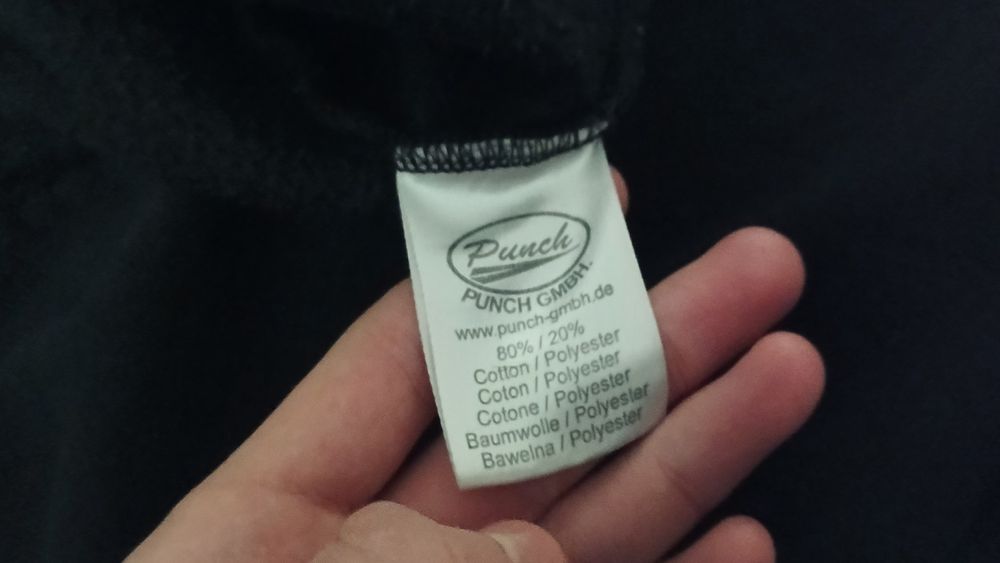 Punch
PUNCH GMBH.
www.punch-gmbh.de
80% / 20%
Cotton / Polyester
Coton / Polyester
Cotone / Polyester
Baumwolle / Polyester
Bawelna / Polyester